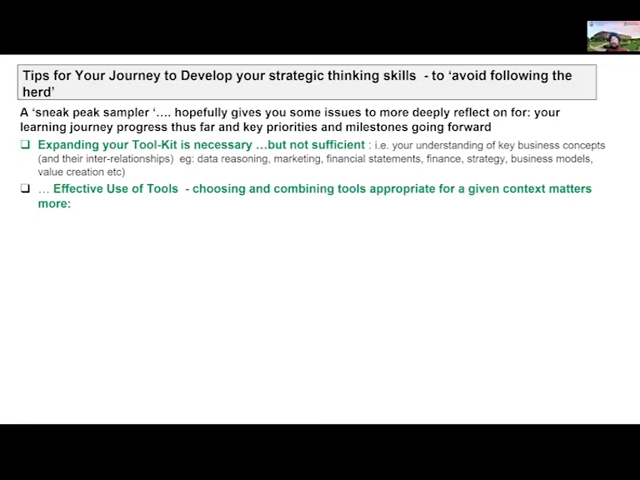 Tips for Your Journey to Develop your strategic thinking skills - to ‘avoid following the
herd’
A ‘sneak peak sampler ‘…. hopefully gives you some issues to more deeply reflect on for: your
learning journey progress thus far and key priorities and milestones going forward
Expanding your Tool-Kit is necessary …but not sufficient : i.e. your understanding of key business concepts
(and their inter-relationships) eg: data reasoning, marketing, financial statements, finance, strategy, business models,
value creation etc)
… Effective Use of Tools - choosing and combining tools appropriate for a given context matters
more: